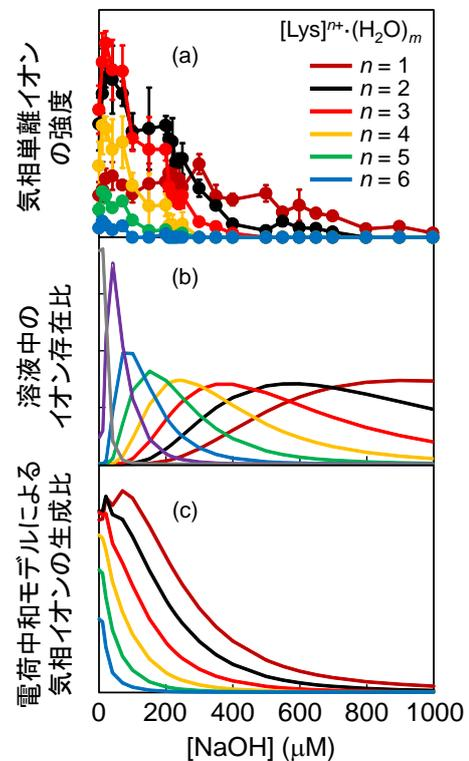 [Lys]ⁿ⁺·(H₂O)ₘ
(a)
n = 1
n = 2
n = 3
n = 4
n = 5
n = 6
気相単離イオン
の強度
(b)
溶液中の
イオン存在比
(c)
電荷中和モデルによる
気相イオンの生成比
0 200 400 600 800 1000
[NaOH] (μM)